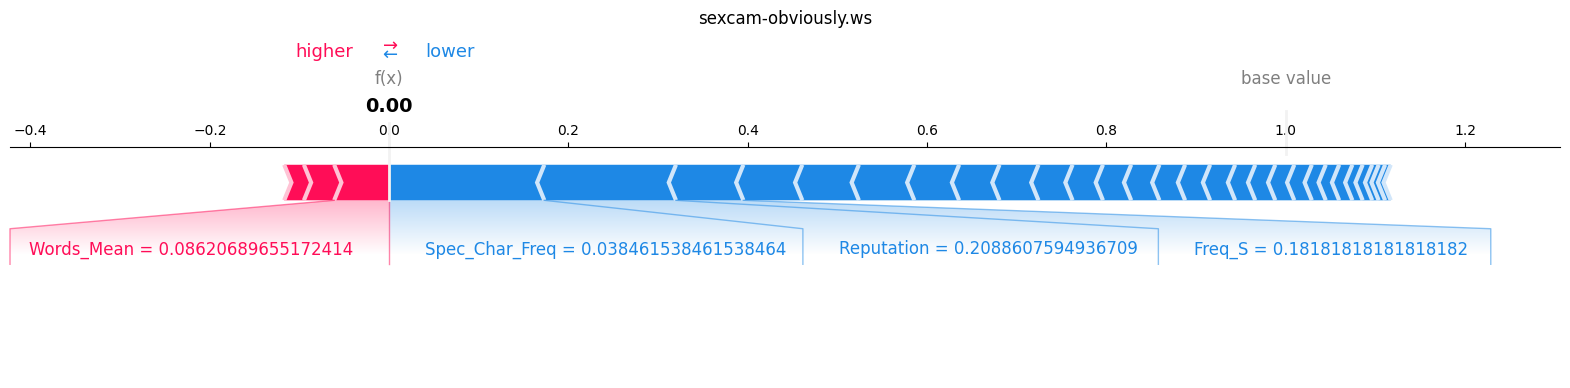 sexcam-obviously.ws
higher ⇄ lower
f(x)
base value
0.00
−0.4 −0.2 0.0 0.2 0.4 0.6 0.8 1.0 1.2
Words_Mean = 0.08620689655172414
Spec_Char_Freq = 0.038461538461538464
Reputation = 0.2088607594936709
Freq_S = 0.18181818181818182